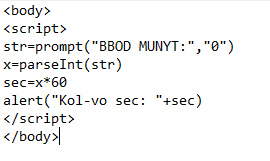 <body>
<script>
str=prompt("BBOD MUNYT:","0")
x=parseInt(str)
sec=x*60
alert("Kol-vo sec: "+sec)
</script>
</body>